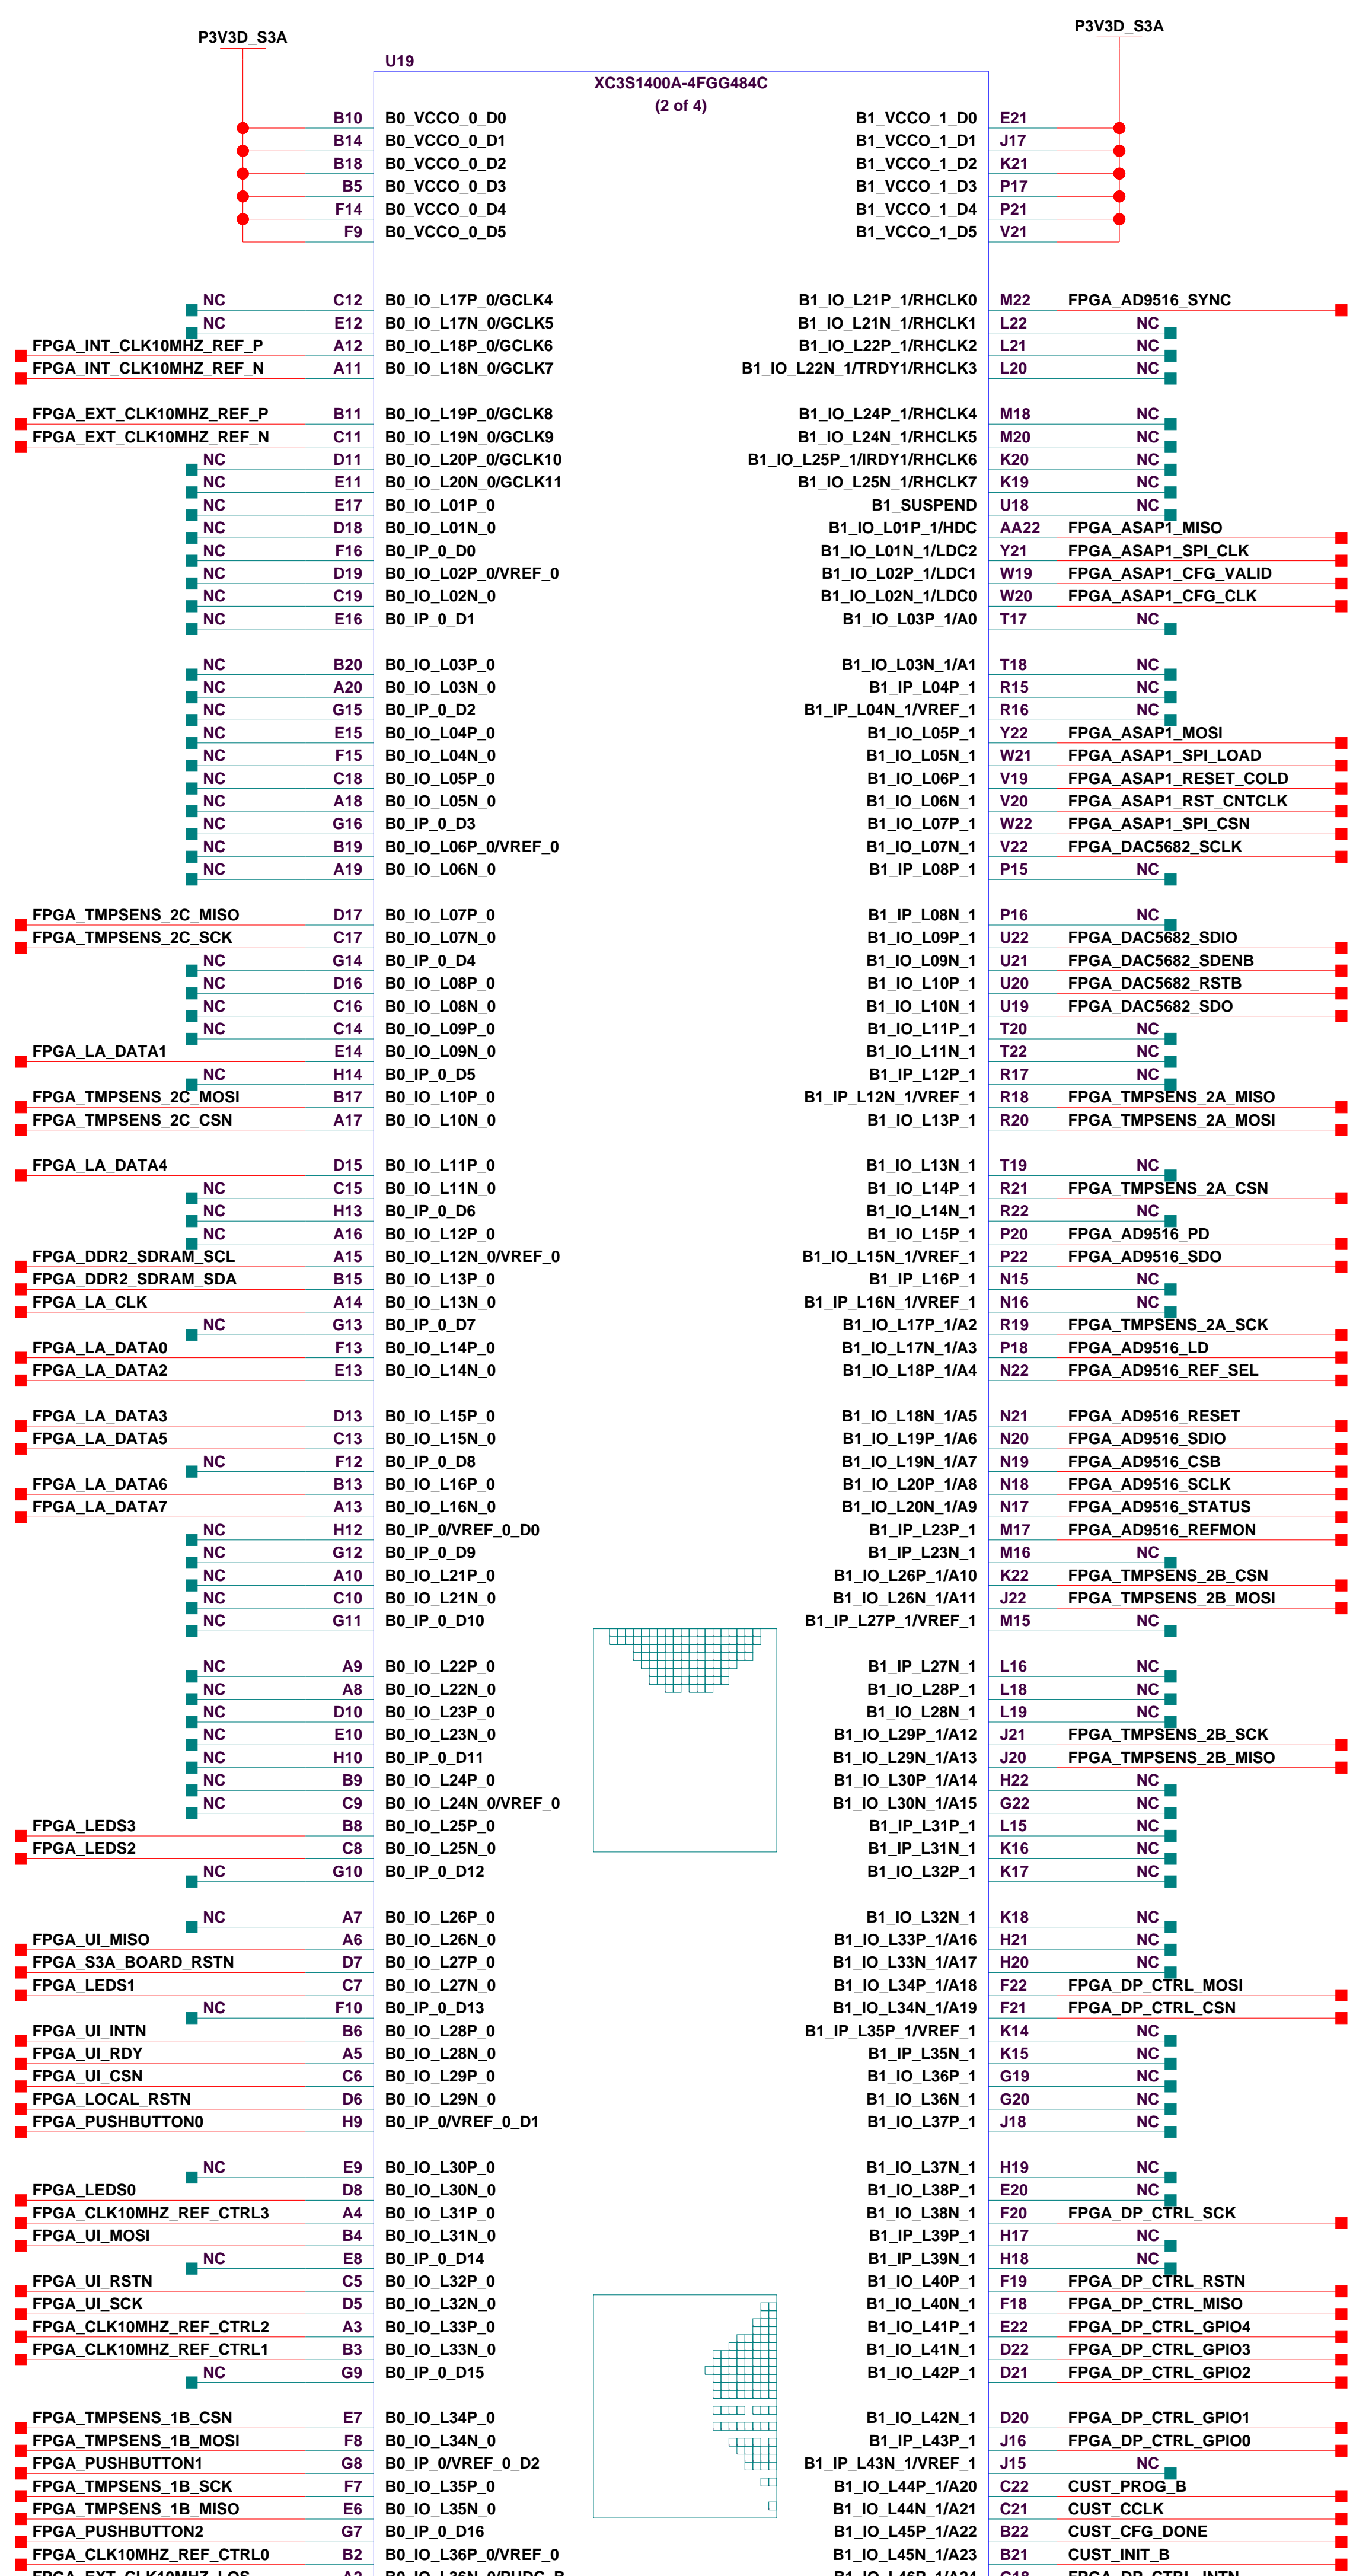 P3V3D_S3A P3V3D_S3A
U19
XC3S1400A-4FGG484C
(2 of 4)
B10 B0_VCCO_0_D0 B1_VCCO_1_D0 E21
B14 B0_VCCO_0_D1 B1_VCCO_1_D1 J17
B18 B0_VCCO_0_D2 B1_VCCO_1_D2 K21
B5 B0_VCCO_0_D3 B1_VCCO_1_D3 P17
F14 B0_VCCO_0_D4 B1_VCCO_1_D4 P21
F9 B0_VCCO_0_D5 B1_VCCO_1_D5 V21
NC C12 B0_IO_L17P_0/GCLK4 B1_IO_L21P_1/RHCLK0 M22 FPGA_AD9516_SYNC
NC E12 B0_IO_L17N_0/GCLK5 B1_IO_L21N_1/RHCLK1 L22 NC
FPGA_INT_CLK10MHZ_REF_P A12 B0_IO_L18P_0/GCLK6 B1_IO_L22P_1/RHCLK2 L21 NC
FPGA_INT_CLK10MHZ_REF_N A11 B0_IO_L18N_0/GCLK7 B1_IO_L22N_1/TRDY1/RHCLK3 L20 NC
FPGA_EXT_CLK10MHZ_REF_P B11 B0_IO_L19P_0/GCLK8 B1_IO_L24P_1/RHCLK4 M18 NC
FPGA_EXT_CLK10MHZ_REF_N C11 B0_IO_L19N_0/GCLK9 B1_IO_L24N_1/RHCLK5 M20 NC
NC D11 B0_IO_L20P_0/GCLK10 B1_IO_L25P_1/IRDY1/RHCLK6 K20 NC
NC E11 B0_IO_L20N_0/GCLK11 B1_IO_L25N_1/RHCLK7 K19 NC
NC E17 B0_IO_L01P_0 B1_SUSPEND U18 NC
NC D18 B0_IO_L01N_0 B1_IO_L01P_1/HDC AA22 FPGA_ASAP1_MISO
NC F16 B0_IP_0_D0 B1_IO_L01N_1/LDC2 Y21 FPGA_ASAP1_SPI_CLK
NC D19 B0_IO_L02P_0/VREF_0 B1_IO_L02P_1/LDC1 W19 FPGA_ASAP1_CFG_VALID
NC C19 B0_IO_L02N_0 B1_IO_L02N_1/LDC0 W20 FPGA_ASAP1_CFG_CLK
NC E16 B0_IP_0_D1 B1_IO_L03P_1/A0 T17 NC
NC B20 B0_IO_L03P_0 B1_IO_L03N_1/A1 T18 NC
NC A20 B0_IO_L03N_0 B1_IP_L04P_1 R15 NC
NC G15 B0_IP_0_D2 B1_IP_L04N_1/VREF_1 R16 NC
NC E15 B0_IO_L04P_0 B1_IO_L05P_1 Y22 FPGA_ASAP1_MOSI
NC F15 B0_IO_L04N_0 B1_IO_L05N_1 W21 FPGA_ASAP1_SPI_LOAD
NC C18 B0_IO_L05P_0 B1_IO_L06P_1 V19 FPGA_ASAP1_RESET_COLD
NC A18 B0_IO_L05N_0 B1_IO_L06N_1 V20 FPGA_ASAP1_RST_CNTCLK
NC G16 B0_IP_0_D3 B1_IO_L07P_1 W22 FPGA_ASAP1_SPI_CSN
NC B19 B0_IO_L06P_0/VREF_0 B1_IO_L07N_1 V22 FPGA_DAC5682_SCLK
NC A19 B0_IO_L06N_0 B1_IP_L08P_1 P15 NC
FPGA_TMPSENS_2C_MISO D17 B0_IO_L07P_0 B1_IP_L08N_1 P16 NC
FPGA_TMPSENS_2C_SCK C17 B0_IO_L07N_0 B1_IO_L09P_1 U22 FPGA_DAC5682_SDIO
NC G14 B0_IP_0_D4 B1_IO_L09N_1 U21 FPGA_DAC5682_SDENB
NC D16 B0_IO_L08P_0 B1_IO_L10P_1 U20 FPGA_DAC5682_RSTB
NC C16 B0_IO_L08N_0 B1_IO_L10N_1 U19 FPGA_DAC5682_SDO
NC C14 B0_IO_L09P_0 B1_IO_L11P_1 T20 NC
FPGA_LA_DATA1 E14 B0_IO_L09N_0 B1_IO_L11N_1 T22 NC
NC H14 B0_IP_0_D5 B1_IP_L12P_1 R17 NC
FPGA_TMPSENS_2C_MOSI B17 B0_IO_L10P_0 B1_IP_L12N_1/VREF_1 R18 FPGA_TMPSENS_2A_MISO
FPGA_TMPSENS_2C_CSN A17 B0_IO_L10N_0 B1_IO_L13P_1 R20 FPGA_TMPSENS_2A_MOSI
FPGA_LA_DATA4 D15 B0_IO_L11P_0 B1_IO_L13N_1 T19 NC
NC C15 B0_IO_L11N_0 B1_IO_L14P_1 R21 FPGA_TMPSENS_2A_CSN
NC H13 B0_IP_0_D6 B1_IO_L14N_1 R22 NC
NC A16 B0_IO_L12P_0 B1_IO_L15P_1 P20 FPGA_AD9516_PD
FPGA_DDR2_SDRAM_SCL A15 B0_IO_L12N_0/VREF_0 B1_IO_L15N_1/VREF_1 P22 FPGA_AD9516_SDO
FPGA_DDR2_SDRAM_SDA B15 B0_IO_L13P_0 B1_IP_L16P_1 N15 NC
FPGA_LA_CLK A14 B0_IO_L13N_0 B1_IP_L16N_1/VREF_1 N16 NC
NC G13 B0_IP_0_D7 B1_IO_L17P_1/A2 R19 FPGA_TMPSENS_2A_SCK
FPGA_LA_DATA0 F13 B0_IO_L14P_0 B1_IO_L17N_1/A3 P18 FPGA_AD9516_LD
FPGA_LA_DATA2 E13 B0_IO_L14N_0 B1_IO_L18P_1/A4 N22 FPGA_AD9516_REF_SEL
FPGA_LA_DATA3 D13 B0_IO_L15P_0 B1_IO_L18N_1/A5 N21 FPGA_AD9516_RESET
FPGA_LA_DATA5 C13 B0_IO_L15N_0 B1_IO_L19P_1/A6 N20 FPGA_AD9516_SDIO
NC F12 B0_IP_0_D8 B1_IO_L19N_1/A7 N19 FPGA_AD9516_CSB
FPGA_LA_DATA6 B13 B0_IO_L16P_0 B1_IO_L20P_1/A8 N18 FPGA_AD9516_SCLK
FPGA_LA_DATA7 A13 B0_IO_L16N_0 B1_IO_L20N_1/A9 N17 FPGA_AD9516_STATUS
NC H12 B0_IP_0/VREF_0_D0 B1_IP_L23P_1 M17 FPGA_AD9516_REFMON
NC G12 B0_IP_0_D9 B1_IP_L23N_1 M16 NC
NC A10 B0_IO_L21P_0 B1_IO_L26P_1/A10 K22 FPGA_TMPSENS_2B_CSN
NC C10 B0_IO_L21N_0 B1_IO_L26N_1/A11 J22 FPGA_TMPSENS_2B_MOSI
NC G11 B0_IP_0_D10 B1_IP_L27P_1/VREF_1 M15 NC
NC A9 B0_IO_L22P_0 B1_IP_L27N_1 L16 NC
NC A8 B0_IO_L22N_0 B1_IO_L28P_1 L18 NC
NC D10 B0_IO_L23P_0 B1_IO_L28N_1 L19 NC
NC E10 B0_IO_L23N_0 B1_IO_L29P_1/A12 J21 FPGA_TMPSENS_2B_SCK
NC H10 B0_IP_0_D11 B1_IO_L29N_1/A13 J20 FPGA_TMPSENS_2B_MISO
NC B9 B0_IO_L24P_0 B1_IO_L30P_1/A14 H22 NC
NC C9 B0_IO_L24N_0/VREF_0 B1_IO_L30N_1/A15 G22 NC
FPGA_LEDS3 B8 B0_IO_L25P_0 B1_IP_L31P_1 L15 NC
FPGA_LEDS2 C8 B0_IO_L25N_0 B1_IP_L31N_1 K16 NC
NC G10 B0_IP_0_D12 B1_IO_L32P_1 K17 NC
NC A7 B0_IO_L26P_0 B1_IO_L32N_1 K18 NC
FPGA_UI_MISO A6 B0_IO_L26N_0 B1_IO_L33P_1/A16 H21 NC
FPGA_S3A_BOARD_RSTN D7 B0_IO_L27P_0 B1_IO_L33N_1/A17 H20 NC
FPGA_LEDS1 C7 B0_IO_L27N_0 B1_IO_L34P_1/A18 F22 FPGA_DP_CTRL_MOSI
NC F10 B0_IP_0_D13 B1_IO_L34N_1/A19 F21 FPGA_DP_CTRL_CSN
FPGA_UI_INTN B6 B0_IO_L28P_0 B1_IP_L35P_1/VREF_1 K14 NC
FPGA_UI_RDY A5 B0_IO_L28N_0 B1_IP_L35N_1 K15 NC
FPGA_UI_CSN C6 B0_IO_L29P_0 B1_IO_L36P_1 G19 NC
FPGA_LOCAL_RSTN D6 B0_IO_L29N_0 B1_IO_L36N_1 G20 NC
FPGA_PUSHBUTTON0 H9 B0_IP_0/VREF_0_D1 B1_IO_L37P_1 J18 NC
NC E9 B0_IO_L30P_0 B1_IO_L37N_1 H19 NC
FPGA_LEDS0 D8 B0_IO_L30N_0 B1_IO_L38P_1 E20 NC
FPGA_CLK10MHZ_REF_CTRL3 A4 B0_IO_L31P_0 B1_IO_L38N_1 F20 FPGA_DP_CTRL_SCK
FPGA_UI_MOSI B4 B0_IO_L31N_0 B1_IP_L39P_1 H17 NC
NC E8 B0_IP_0_D14 B1_IP_L39N_1 H18 NC
FPGA_UI_RSTN C5 B0_IO_L32P_0 B1_IO_L40P_1 F19 FPGA_DP_CTRL_RSTN
FPGA_UI_SCK D5 B0_IO_L32N_0 B1_IO_L40N_1 F18 FPGA_DP_CTRL_MISO
FPGA_CLK10MHZ_REF_CTRL2 A3 B0_IO_L33P_0 B1_IO_L41P_1 E22 FPGA_DP_CTRL_GPIO4
FPGA_CLK10MHZ_REF_CTRL1 B3 B0_IO_L33N_0 B1_IO_L41N_1 D22 FPGA_DP_CTRL_GPIO3
NC G9 B0_IP_0_D15 B1_IO_L42P_1 D21 FPGA_DP_CTRL_GPIO2
FPGA_TMPSENS_1B_CSN E7 B0_IO_L34P_0 B1_IO_L42N_1 D20 FPGA_DP_CTRL_GPIO1
FPGA_TMPSENS_1B_MOSI F8 B0_IO_L34N_0 B1_IP_L43P_1 J16 FPGA_DP_CTRL_GPIO0
FPGA_PUSHBUTTON1 G8 B0_IP_0/VREF_0_D2 B1_IP_L43N_1/VREF_1 J15 NC
FPGA_TMPSENS_1B_SCK F7 B0_IO_L35P_0 B1_IO_L44P_1/A20 C22 CUST_PROG_B
FPGA_TMPSENS_1B_MISO E6 B0_IO_L35N_0 B1_IO_L44N_1/A21 C21 CUST_CCLK
FPGA_PUSHBUTTON2 G7 B0_IP_0_D16 B1_IO_L45P_1/A22 B22 CUST_CFG_DONE
FPGA_CLK10MHZ_REF_CTRL0 B2 B0_IO_L36P_0/VREF_0 B1_IO_L45N_1/A23 B21 CUST_INIT_B